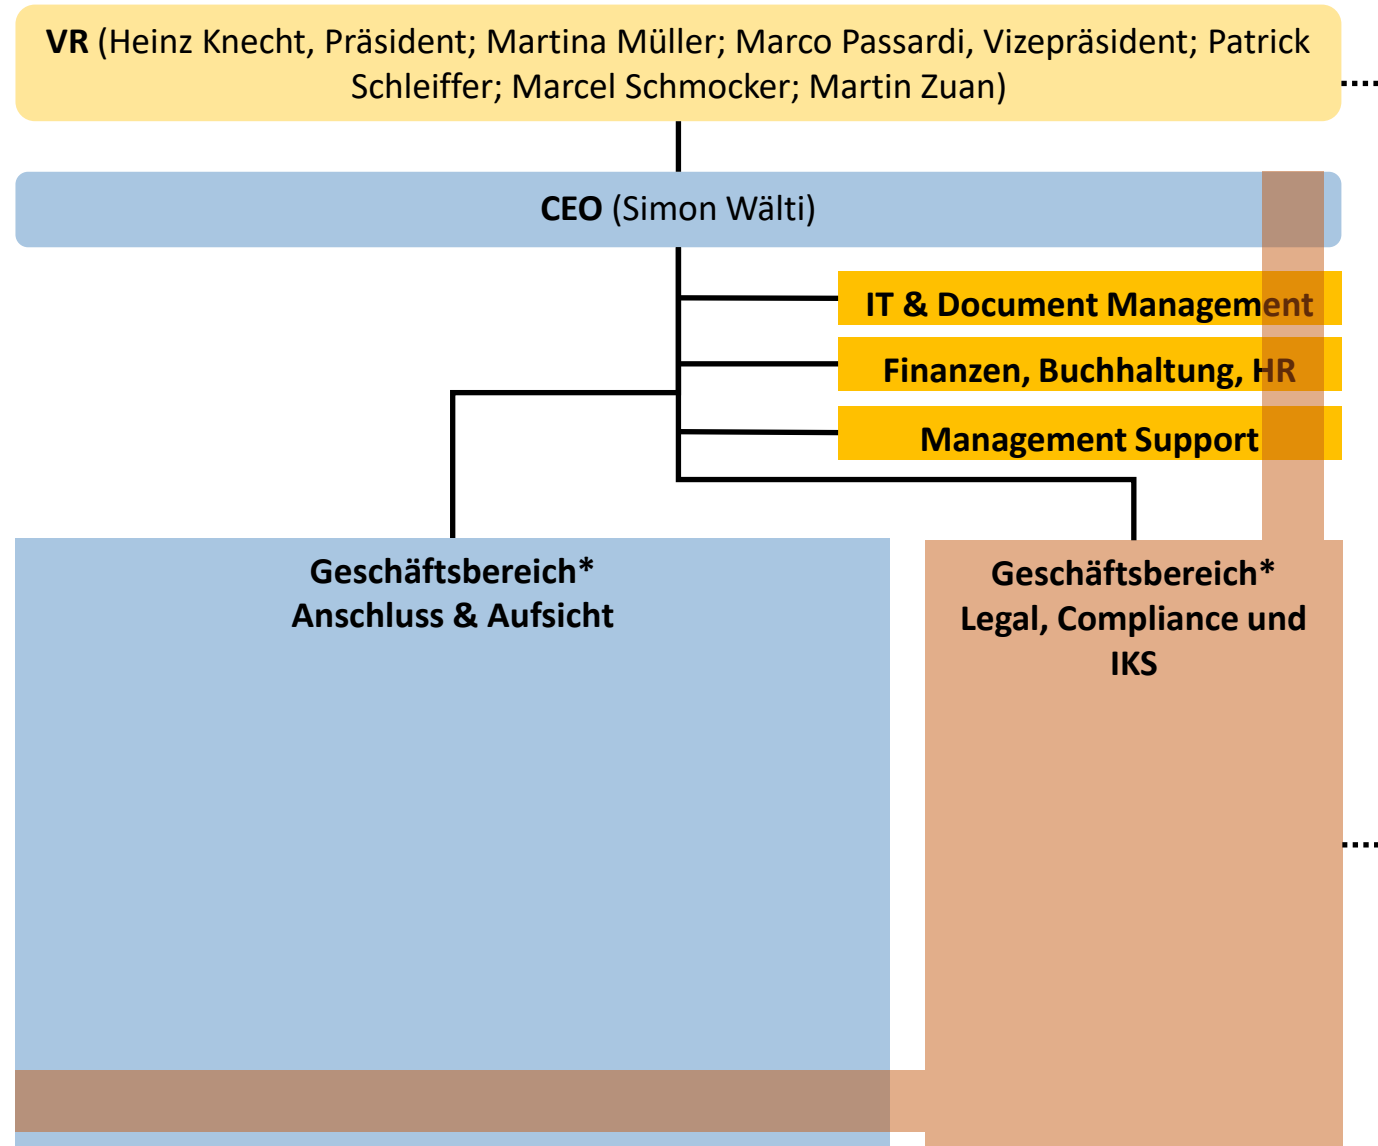 VR (Heinz Knecht, Präsident; Martina Müller; Marco Passardi, Vizepräsident; Patrick
Schleiffer; Marcel Schmocker; Martin Zuan)
CEO (Simon Wälti)
IT & Document Management
Finanzen, Buchhaltung, HR
Management Support
Geschäftsbereich*
Anschluss & Aufsicht
Geschäftsbereich*
Legal, Compliance und
IKS